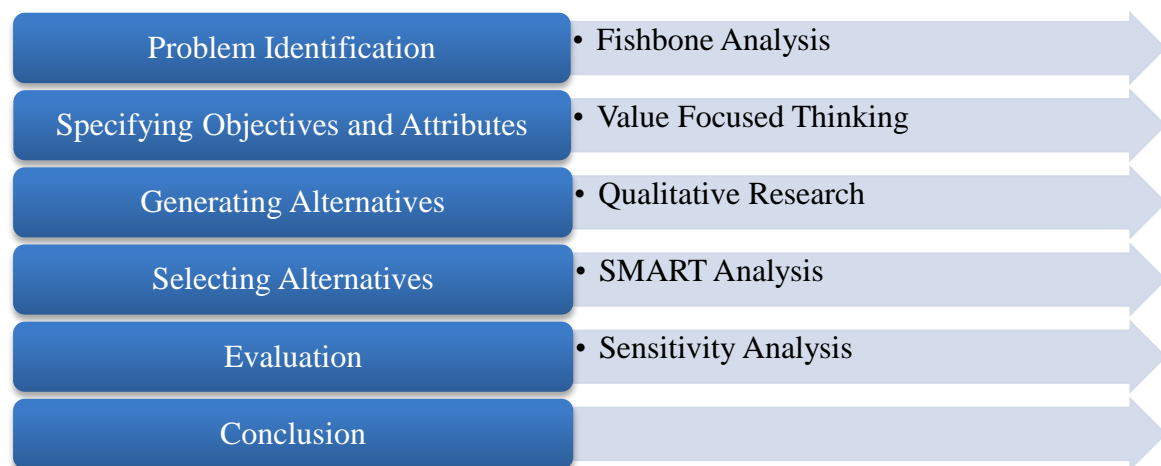 Problem Identification
• Fishbone Analysis
Specifying Objectives and Attributes
• Value Focused Thinking
Generating Alternatives
• Qualitative Research
Selecting Alternatives
• SMART Analysis
Evaluation
• Sensitivity Analysis
Conclusion